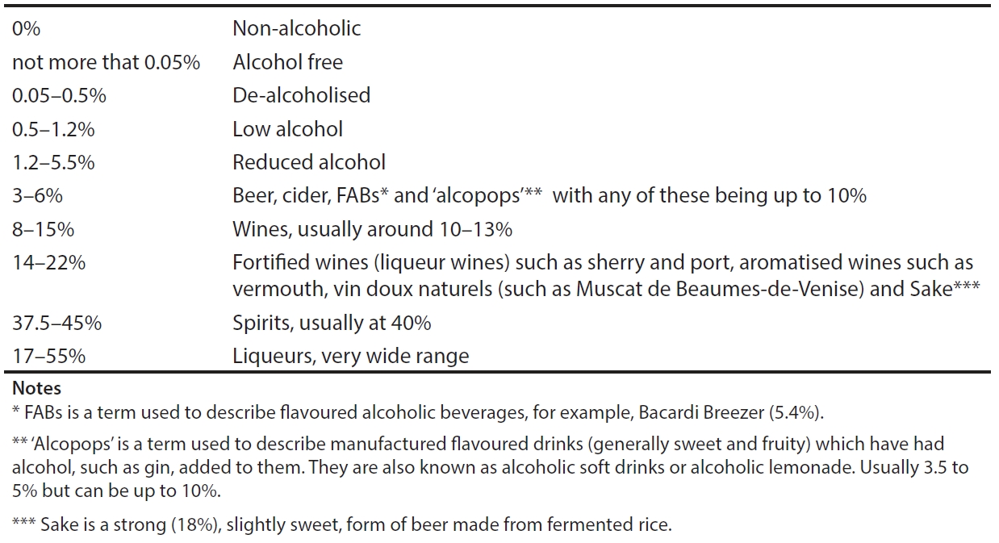 0% Non-alcoholic
not more that 0.05% Alcohol free
0.05–0.5% De-alcoholised
0.5–1.2% Low alcohol
1.2–5.5% Reduced alcohol
3–6% Beer, cider, FABs* and ‘alcopops’** with any of these being up to 10%
8–15% Wines, usually around 10–13%
14–22% Fortified wines (liqueur wines) such as sherry and port, aromatised wines such as
vermouth, vin doux naturels (such as Muscat de Beaumes-de-Venise) and Sake***
37.5–45% Spirits, usually at 40%
17–55% Liqueurs, very wide range
Notes
* FABs is a term used to describe flavoured alcoholic beverages, for example, Bacardi Breezer (5.4%).
** ‘Alcopops’ is a term used to describe manufactured flavoured drinks (generally sweet and fruity) which have had
alcohol, such as gin, added to them. They are also known as alcoholic soft drinks or alcoholic lemonade. Usually 3.5 to
5% but can be up to 10%.
*** Sake is a strong (18%), slightly sweet, form of beer made from fermented rice.